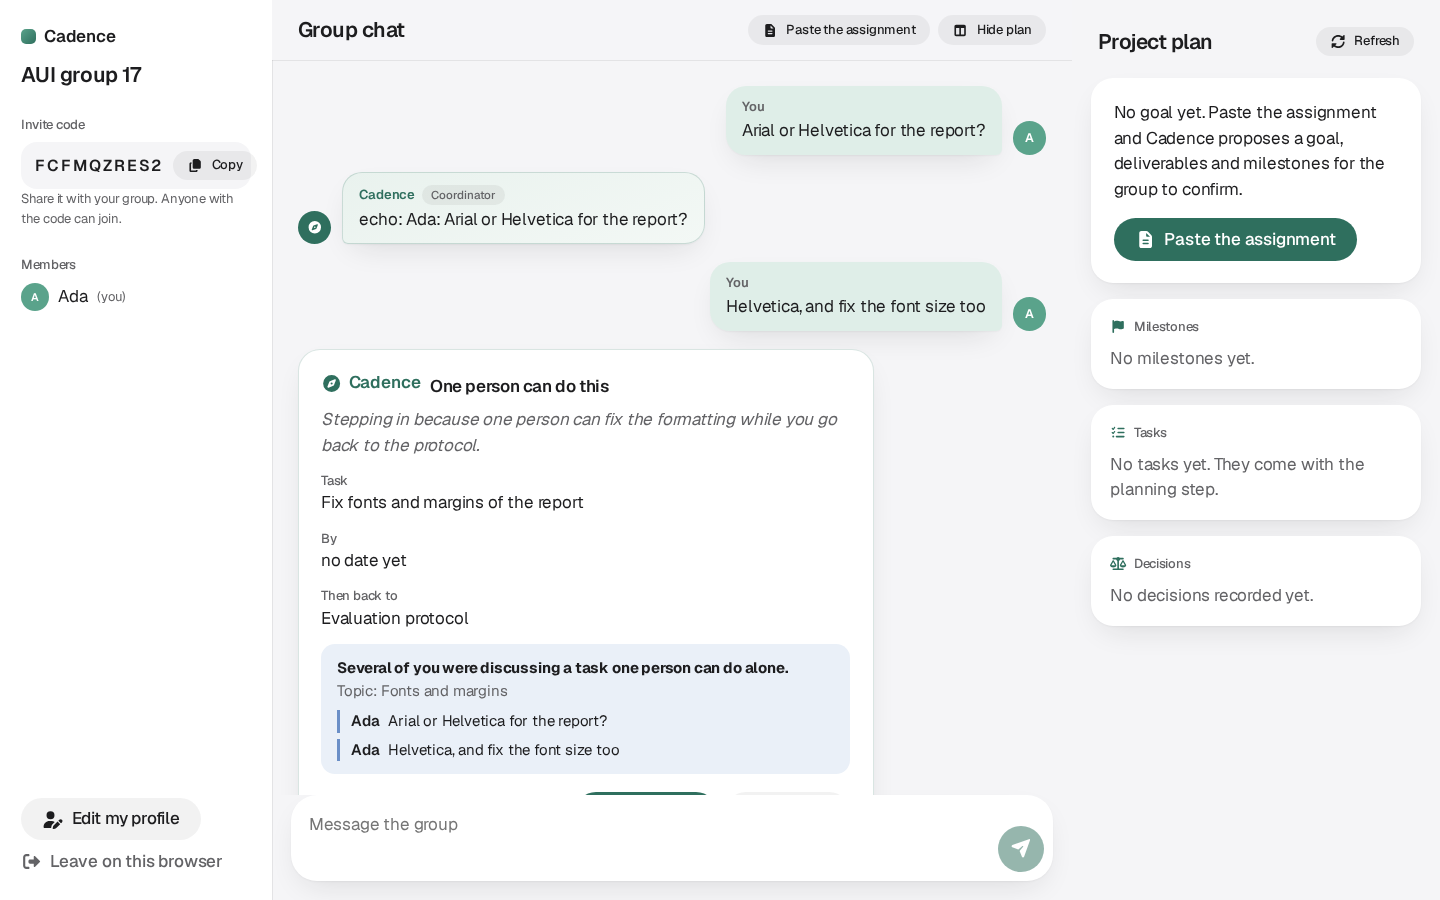 Cadence
AUI group 17
Invite code
FCFMQZRES2
Copy
Share it with your group. Anyone with
the code can join.
Members
A
Ada (you)
Edit my profile
Leave on this browser
Group chat
Paste the assignment
Hide plan
You
Arial or Helvetica for the report?
A
Cadence Coordinator
echo: Ada: Arial or Helvetica for the report?
You
Helvetica, and fix the font size too
A
Cadence One person can do this
Stepping in because one person can fix the formatting while you go
back to the protocol.
Task
Fix fonts and margins of the report
By
no date yet
Then back to
Evaluation protocol
Several of you were discussing a task one person can do alone.
Topic: Fonts and margins
Ada Arial or Helvetica for the report?
Ada Helvetica, and fix the font size too
Message the group
Project plan
Refresh
No goal yet. Paste the assignment
and Cadence proposes a goal,
deliverables and milestones for the
group to confirm.
Paste the assignment
Milestones
No milestones yet.
Tasks
No tasks yet. They come with the
planning step.
Decisions
No decisions recorded yet.